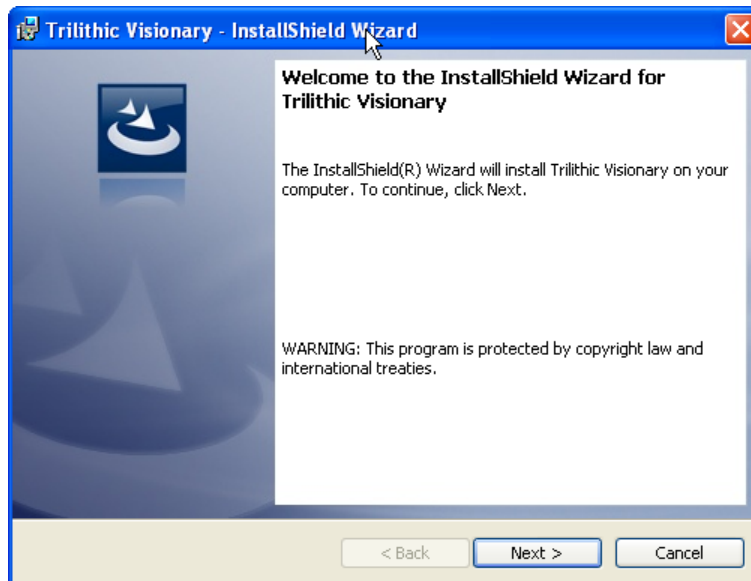 Trilithic Visionary - InstallShield Wizard
Welcome to the InstallShield Wizard for
Trilithic Visionary
The InstallShield(R) Wizard will install Trilithic Visionary on your
computer. To continue, click Next.
WARNING: This program is protected by copyright law and
international treaties.
< Back
Next >
Cancel